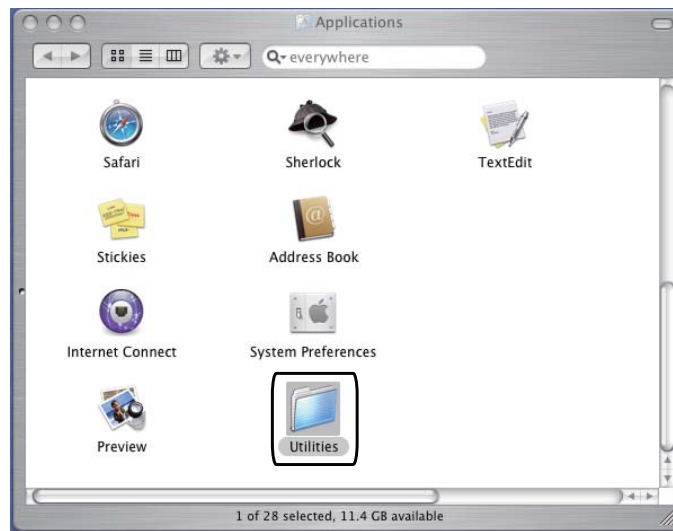 Applications
everywhere
Safari
Sherlock
TextEdit
Stickies
Address Book
Internet Connect
System Preferences
Preview
Utilities
1 of 28 selected, 11.4 GB available